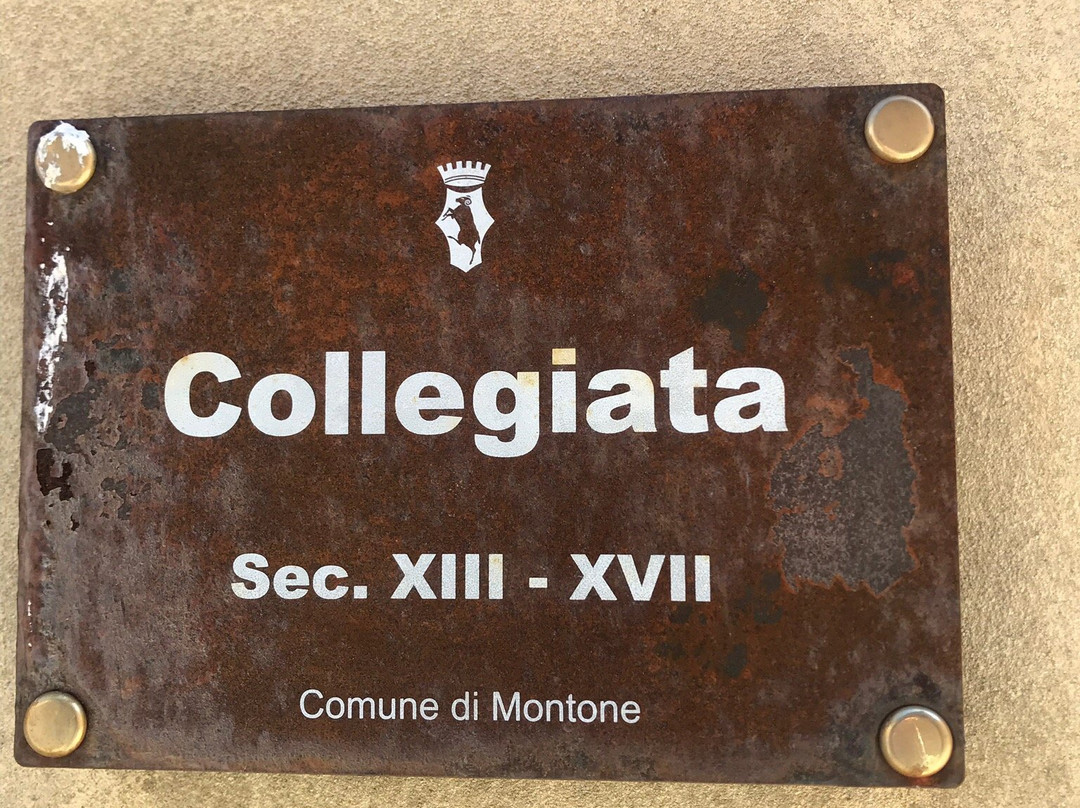 Collegiata
Sec. XIII - XVII
Comune di Montone